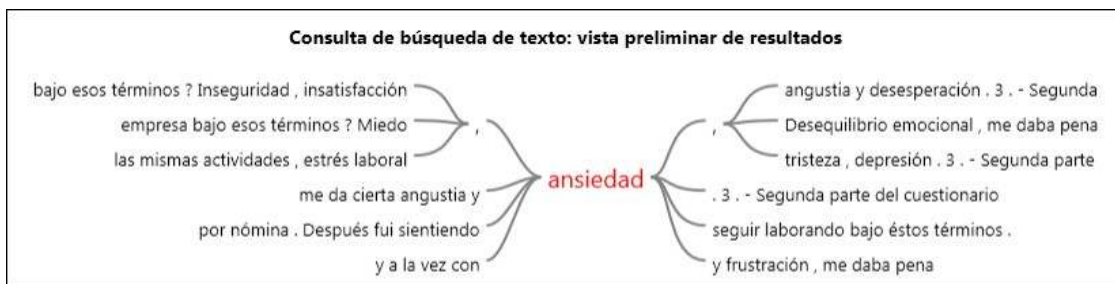 Consulta de búsqueda de texto: vista preliminar de resultados
bajo esos términos ? Inseguridad , insatisfacción
empresa bajo esos términos ? Miedo
las mismas actividades , estrés laboral
,
me da cierta angustia y
por nómina . Después fui sientiendo
y a la vez con
ansiedad
,
angustia y desesperación . 3 . - Segunda
Desequilibrio emocional , me daba pena
tristeza , depresión . 3 . - Segunda parte
. 3 . - Segunda parte del cuestionario
seguir laborando bajo éstos términos .
y frustración , me daba pena